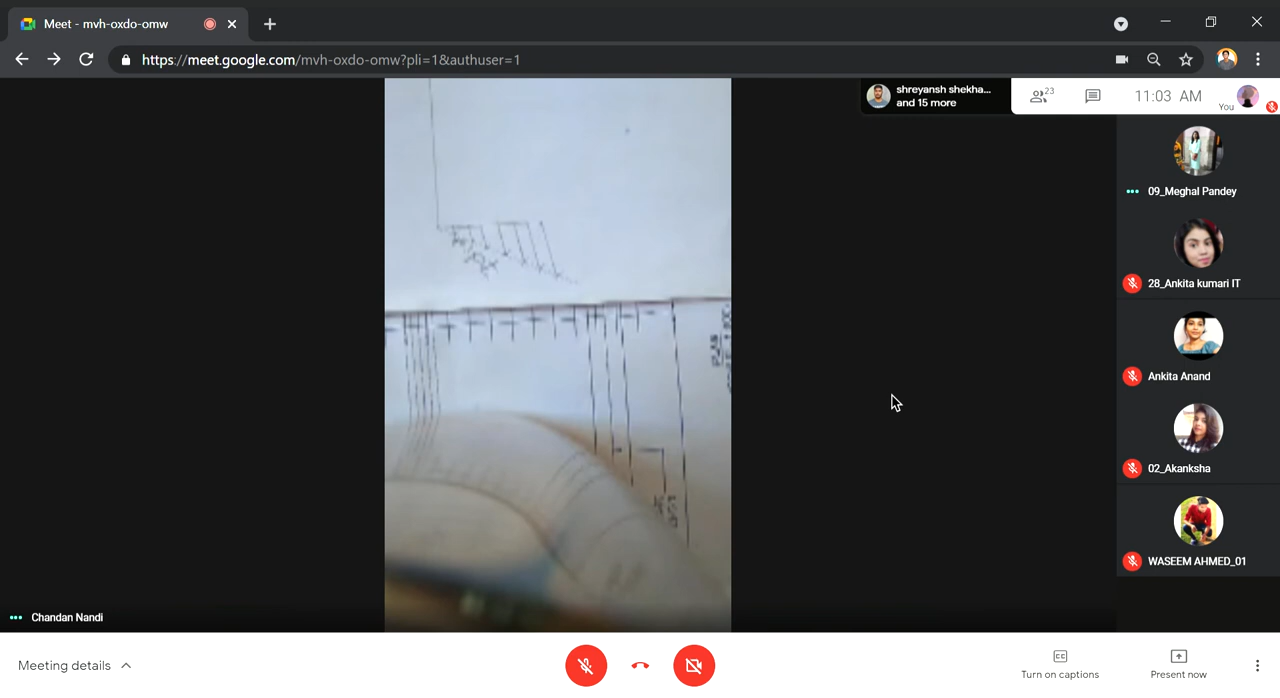 Meet - mvh-oxdo-omw
https://meet.google.com/mvh-oxdo-omw?pli=1&authuser=1
shreyansh shekha...
and 15 more
23
11:03 AM
You
09_Meghal Pandey
28_Ankita kumari IT
Ankita Anand
02_Akanksha
WASEEM AHMED_01
Chandan Nandi
Meeting details
Turn on captions
Present now